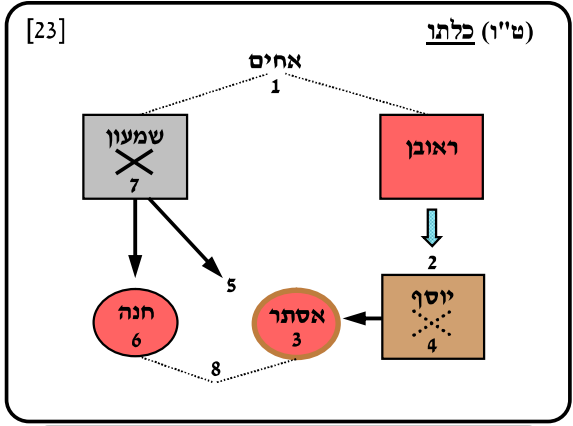 [23]
(ט"ו) כלתו
אחים
1
שמעון
7
ראובן
2
5
חנה
6
אסתר
3
יוסף
4
8